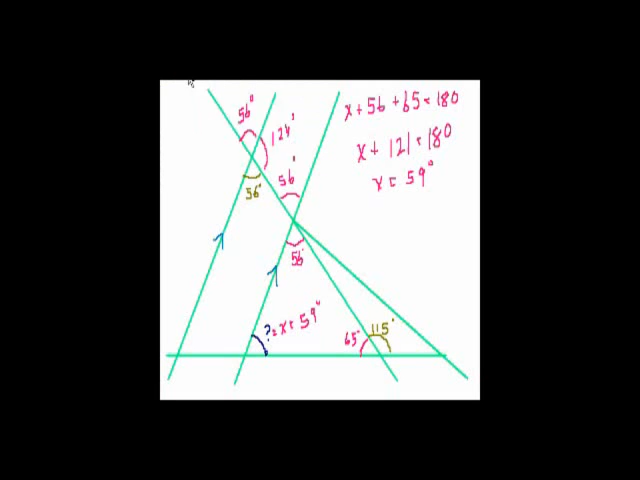 56°
124°
x + 56 + 65 = 180
x + 121 = 180
x = 59°
56°
56°
56°
? = x = 59°
65°
115°